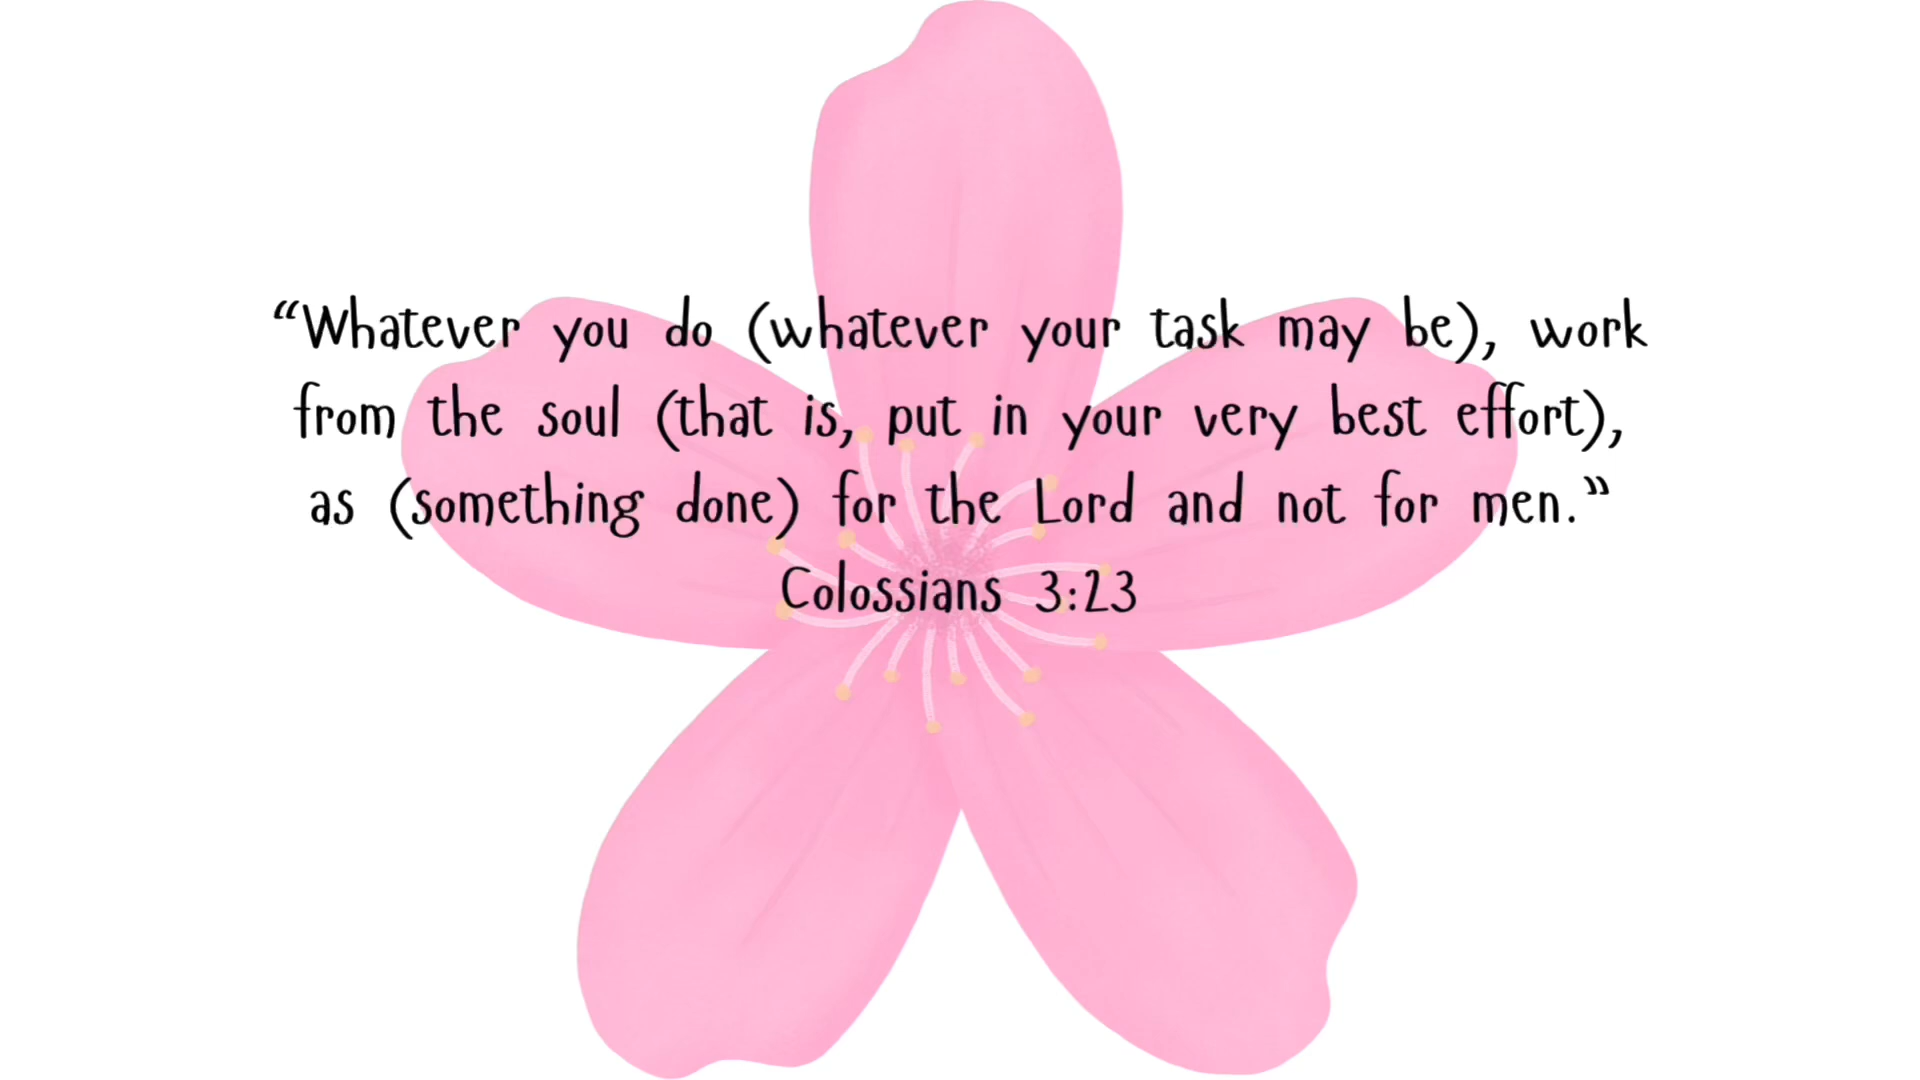 “Whatever you do (whatever your task may be), work
from the soul (that is, put in your very best effort),
as (something done) for the Lord and not for men.”
Colossians 3:23